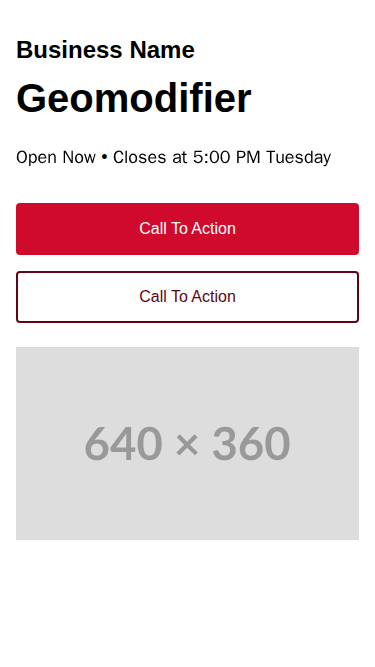 Business Name
Geomodifier
Open Now • Closes at 5:00 PM Tuesday
Call To Action
Call To Action
640 × 360